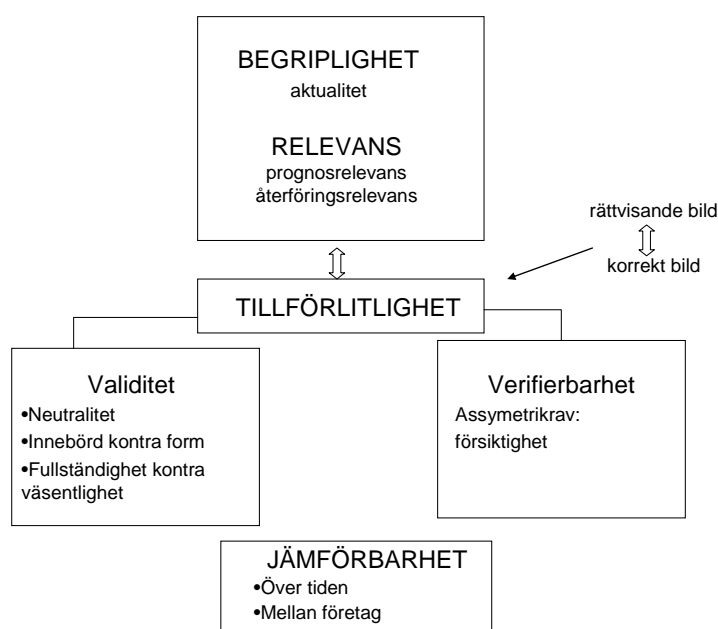 BEGRIPLIGHET
aktualitet
RELEVANS
prognosrelevans
återföringsrelevans
rättvisande bild
korrekt bild
TILLFÖRLITLIGHET
Validitet
•Neutralitet
•Innebörd kontra form
•Fullständighet kontra
väsentlighet
Verifierbarhet
Assymetrikrav:
försiktighet
JÄMFÖRBARHET
•Över tiden
•Mellan företag